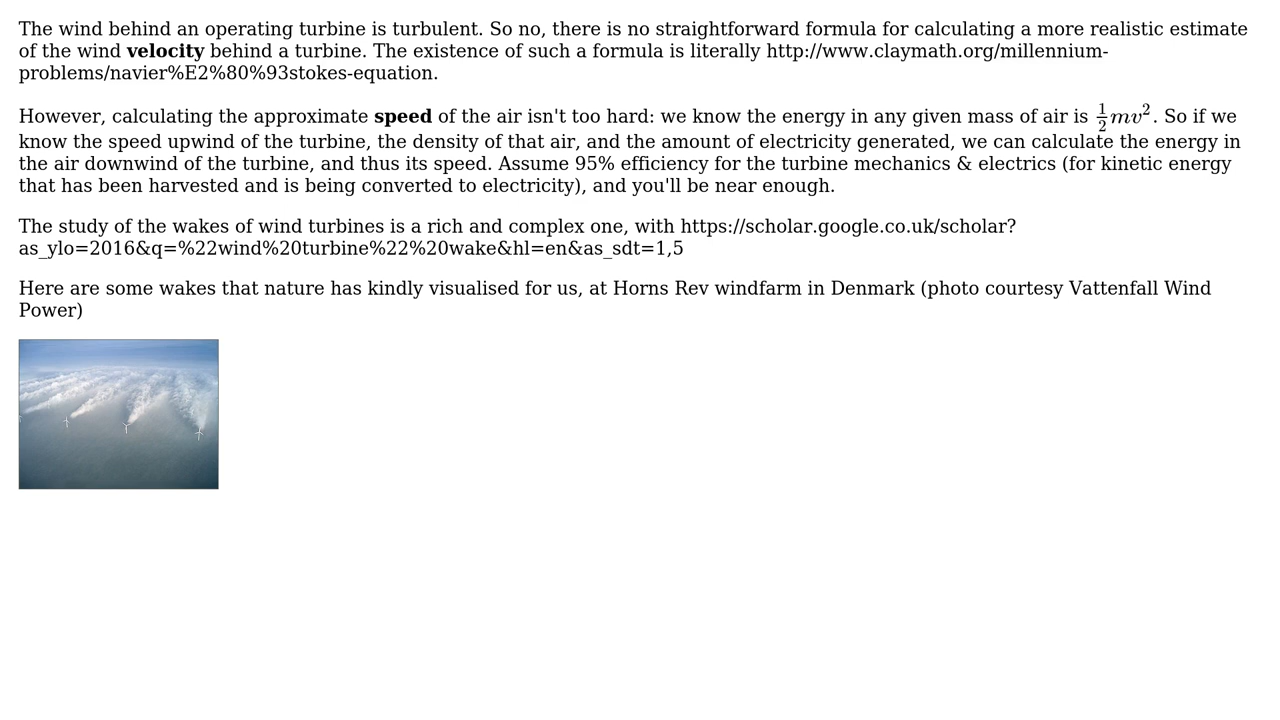 The wind behind an operating turbine is turbulent. So no, there is no straightforward formula for calculating a more realistic estimate
of the wind velocity behind a turbine. The existence of such a formula is literally http://www.claymath.org/millennium-
problems/navier%E2%80%93stokes-equation.
However, calculating the approximate speed of the air isn't too hard: we know the energy in any given mass of air is $\frac{1}{2}mv^2$. So if we
know the speed upwind of the turbine, the density of that air, and the amount of electricity generated, we can calculate the energy in
the air downwind of the turbine, and thus its speed. Assume 95% efficiency for the turbine mechanics & electrics (for kinetic energy
that has been harvested and is being converted to electricity), and you'll be near enough.
The study of the wakes of wind turbines is a rich and complex one, with https://scholar.google.co.uk/scholar?
as_ylo=2016&q=%22wind%20turbine%22%20wake&hl=en&as_sdt=1,5
Here are some wakes that nature has kindly visualised for us, at Horns Rev windfarm in Denmark (photo courtesy Vattenfall Wind
Power)